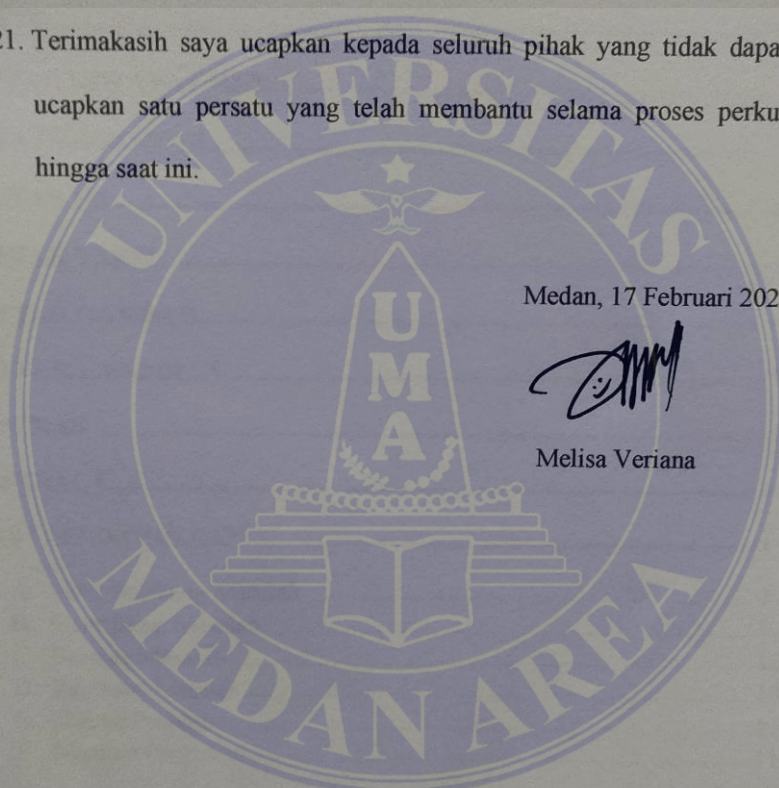 21. Terimakasih saya ucapkan kepada seluruh pihak yang tidak dapa
ucapkan satu persatu yang telah membantu selama proses perku
hingga saat ini.
Medan, 17 Februari 202
Melisa Veriana
UNIVERSITAS
UMA
MEDAN AREA